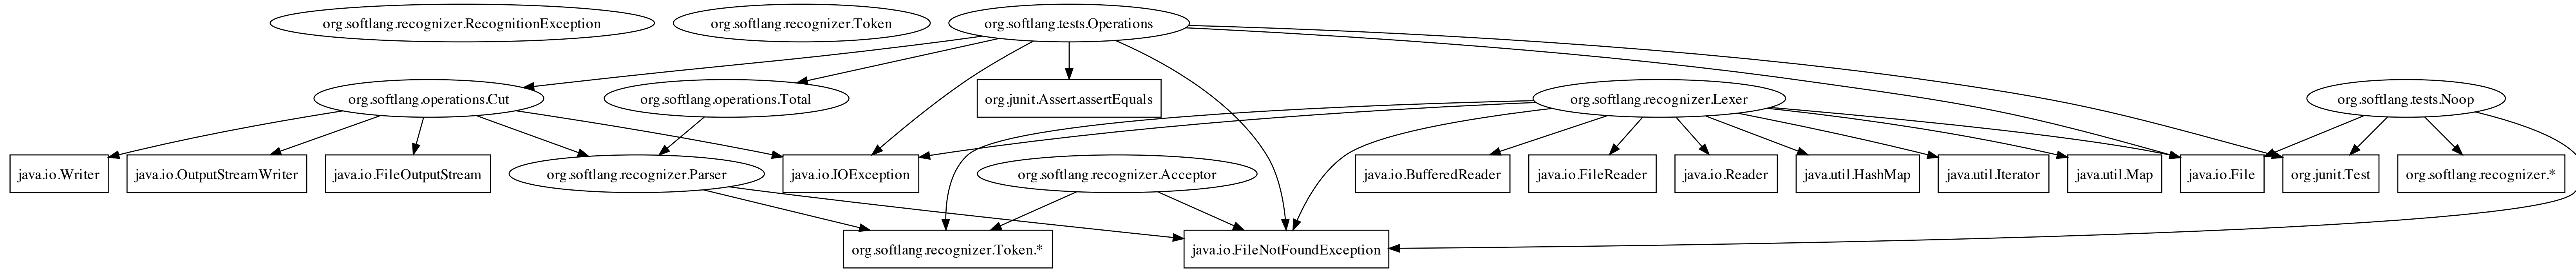 org.softlang.recognizer.RecognitionException
org.softlang.recognizer.Token
org.softlang.tests.Operations
org.softlang.operations.Cut
org.softlang.operations.Total
org.junit.Assert.assertEquals
org.softlang.recognizer.Lexer
org.softlang.tests.Noop
java.io.Writer
java.io.OutputStreamWriter
java.io.FileOutputStream
org.softlang.recognizer.Parser
java.io.IOException
org.softlang.recognizer.Acceptor
java.io.BufferedReader
java.io.FileReader
java.io.Reader
java.util.HashMap
java.util.Iterator
java.util.Map
java.io.File
org.junit.Test
org.softlang.recognizer.*
org.softlang.recognizer.Token.*
java.io.FileNotFoundException